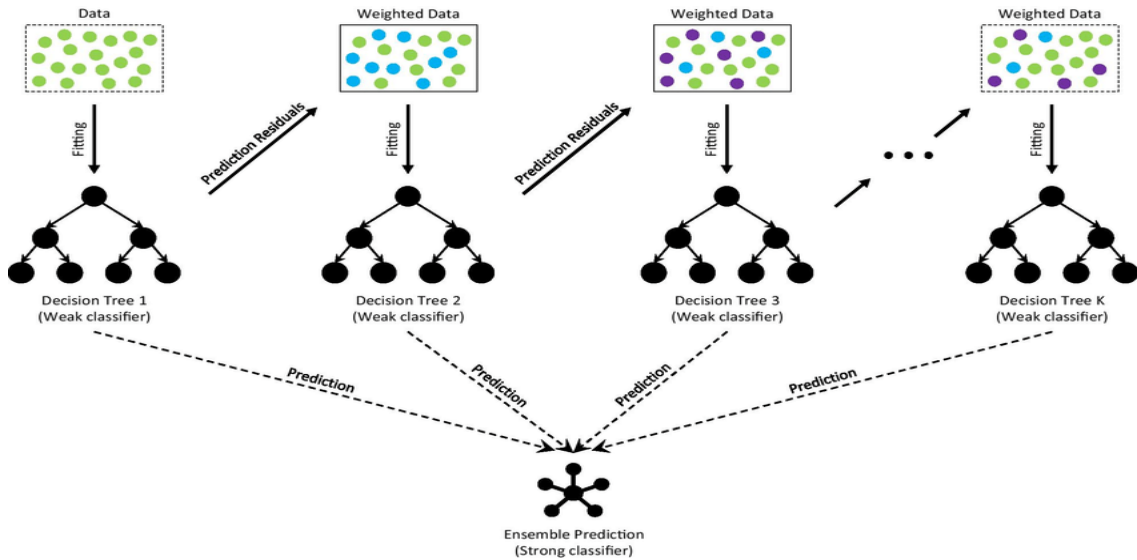 Data
Weighted Data
Weighted Data
Weighted Data
Fitting
Prediction Residuals
Fitting
Prediction Residuals
Fitting
Fitting
Decision Tree 1
(Weak classifier)
Decision Tree 2
(Weak classifier)
Decision Tree 3
(Weak classifier)
Decision Tree K
(Weak classifier)
Prediction
Prediction
Prediction
Prediction
Ensemble Prediction
(Strong classifier)